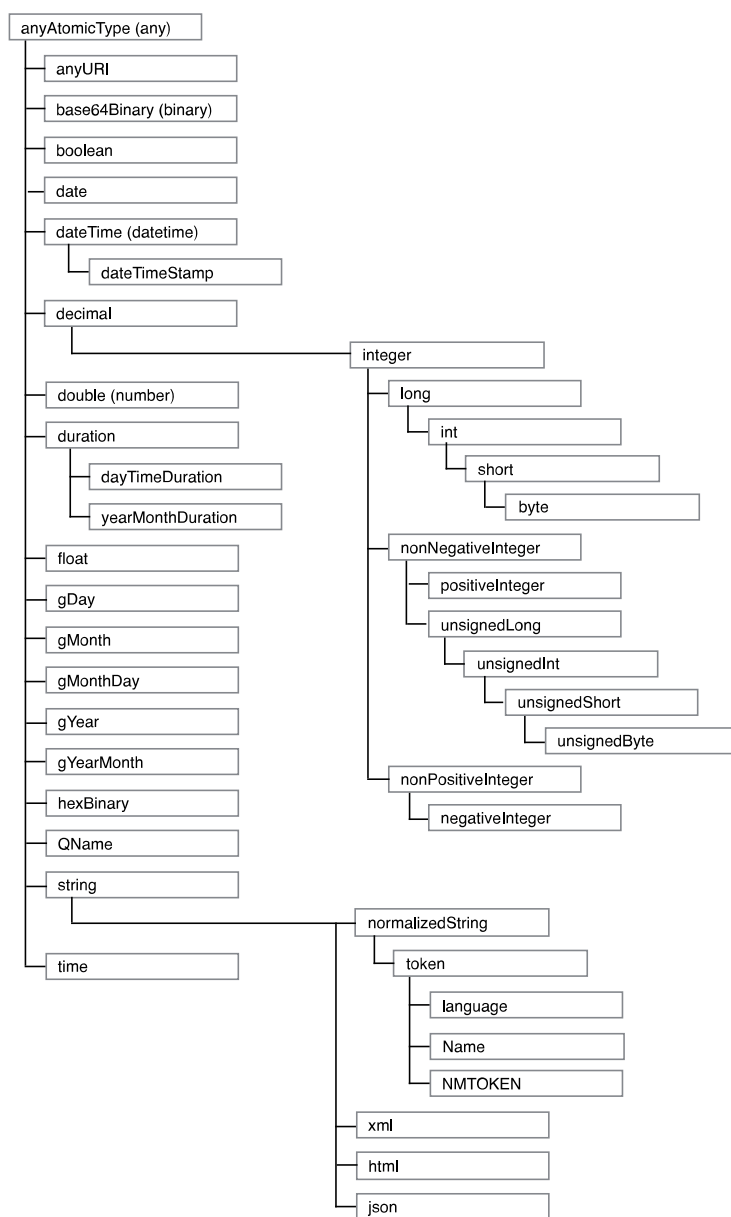 anyAtomicType (any)
anyURI
base64Binary (binary)
boolean
date
dateTime (datetime)
dateTimeStamp
decimal
integer
long
int
short
byte
nonNegativeInteger
positiveInteger
unsignedLong
unsignedInt
unsignedShort
unsignedByte
nonPositiveInteger
negativeInteger
double (number)
duration
dayTimeDuration
yearMonthDuration
float
gDay
gMonth
gMonthDay
gYear
gYearMonth
hexBinary
QName
string
normalizedString
token
language
Name
NMTOKEN
xml
html
json
time